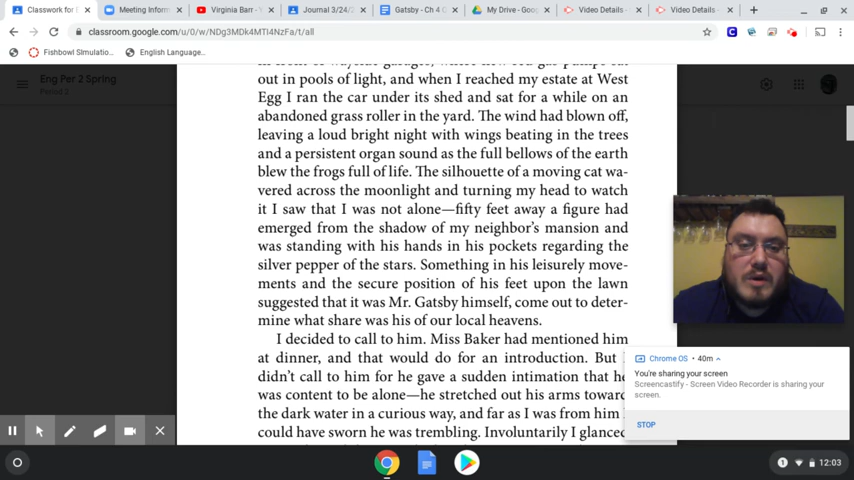 Classwork for E
Meeting Inform
Virginia Barr - Y
Journal 3/24/2
Gatsby - Ch 4 C
My Drive - Goog
Video Details -
Video Details -
classroom.google.com/u/0/w/NDg3MDk4MTI4NzFa/t/all
Fishbowl SImulatio...
English Language...
Eng Per 2 Spring
Period 2
out in pools of light, and when I reached my estate at West
Egg I ran the car under its shed and sat for a while on an
abandoned grass roller in the yard. The wind had blown off,
leaving a loud bright night with wings beating in the trees
and a persistent organ sound as the full bellows of the earth
blew the frogs full of life. The silhouette of a moving cat wa-
vered across the moonlight and turning my head to watch
it I saw that I was not alone—fifty feet away a figure had
emerged from the shadow of my neighbor's mansion and
was standing with his hands in his pockets regarding the
silver pepper of the stars. Something in his leisurely move-
ments and the secure position of his feet upon the lawn
suggested that it was Mr. Gatsby himself, come out to deter-
mine what share was his of our local heavens.
I decided to call to him. Miss Baker had mentioned him
at dinner, and that would do for an introduction. But I
didn't call to him for he gave a sudden intimation that he
was content to be alone—he stretched out his arms toward
the dark water in a curious way, and far as I was from him I
could have sworn he was trembling. Involuntarily I glanced
Chrome OS • 40m
You're sharing your screen
Screencastify - Screen Video Recorder is sharing your
screen.
STOP
1
12:03